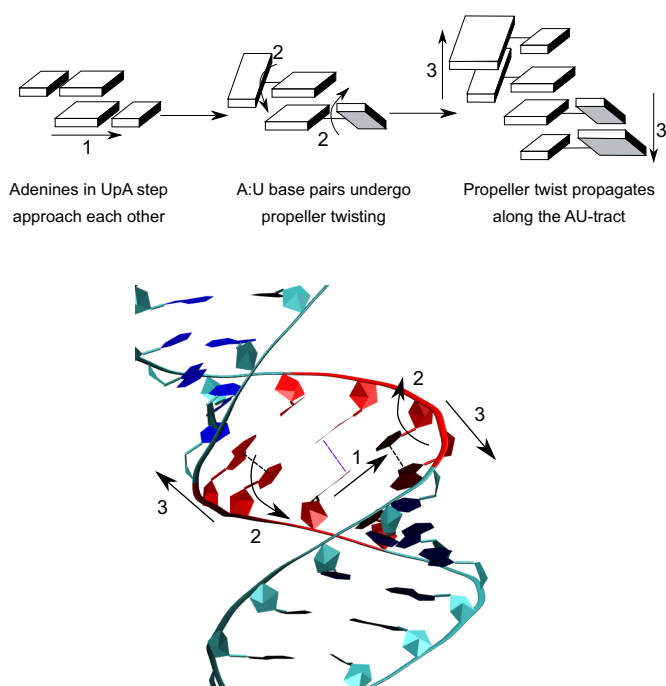 2
3
3
1
2
Adenines in UpA step
approach each other
A:U base pairs undergo
propeller twisting
Propeller twist propagates
along the AU-tract
2
3
1
3
2